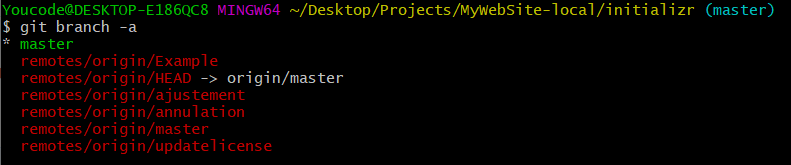 Youcode@DESKTOP-E186QC8 MINGW64 ~/Desktop/Projects/MyWebSite-local/initializr (master)
$ git branch -a
* master
  remotes/origin/Example
  remotes/origin/HEAD -> origin/master
  remotes/origin/ajustement
  remotes/origin/annulation
  remotes/origin/master
  remotes/origin/updatelicense